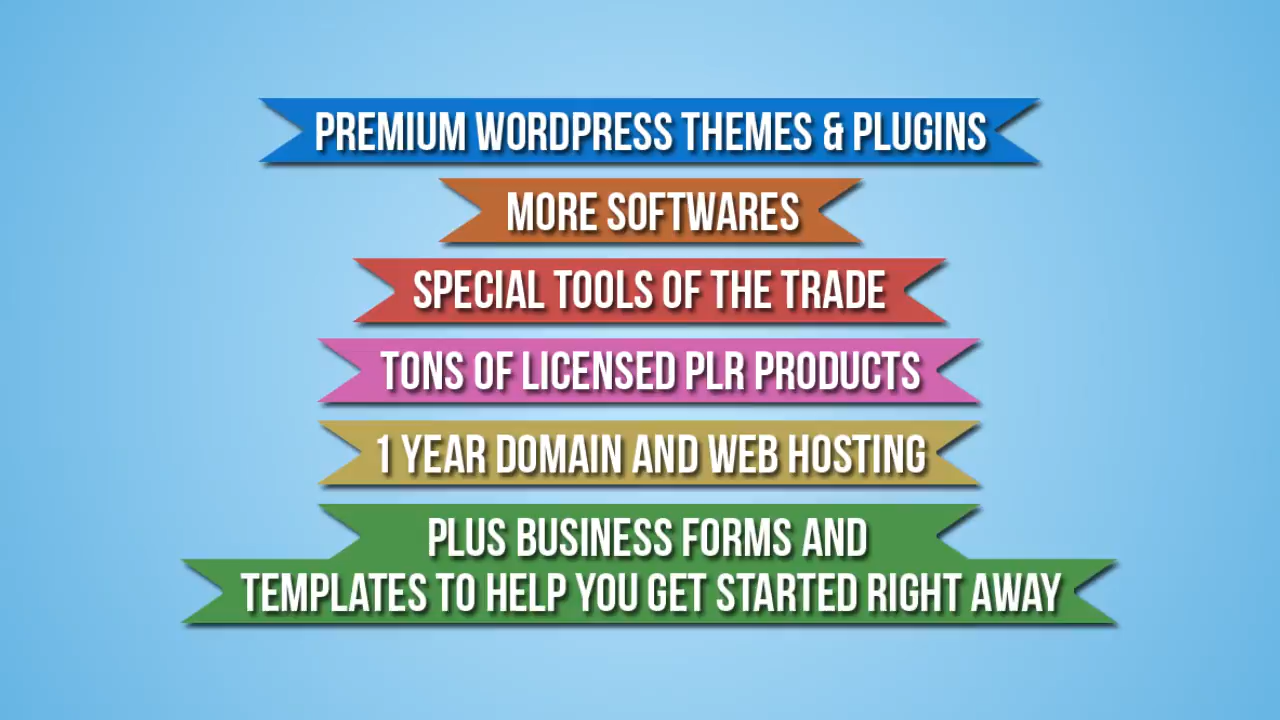 PREMIUM WORDPRESS THEMES & PLUGINS
MORE SOFTWARES
SPECIAL TOOLS OF THE TRADE
TONS OF LICENSED PLR PRODUCTS
1 YEAR DOMAIN AND WEB HOSTING
PLUS BUSINESS FORMS AND
TEMPLATES TO HELP YOU GET STARTED RIGHT AWAY